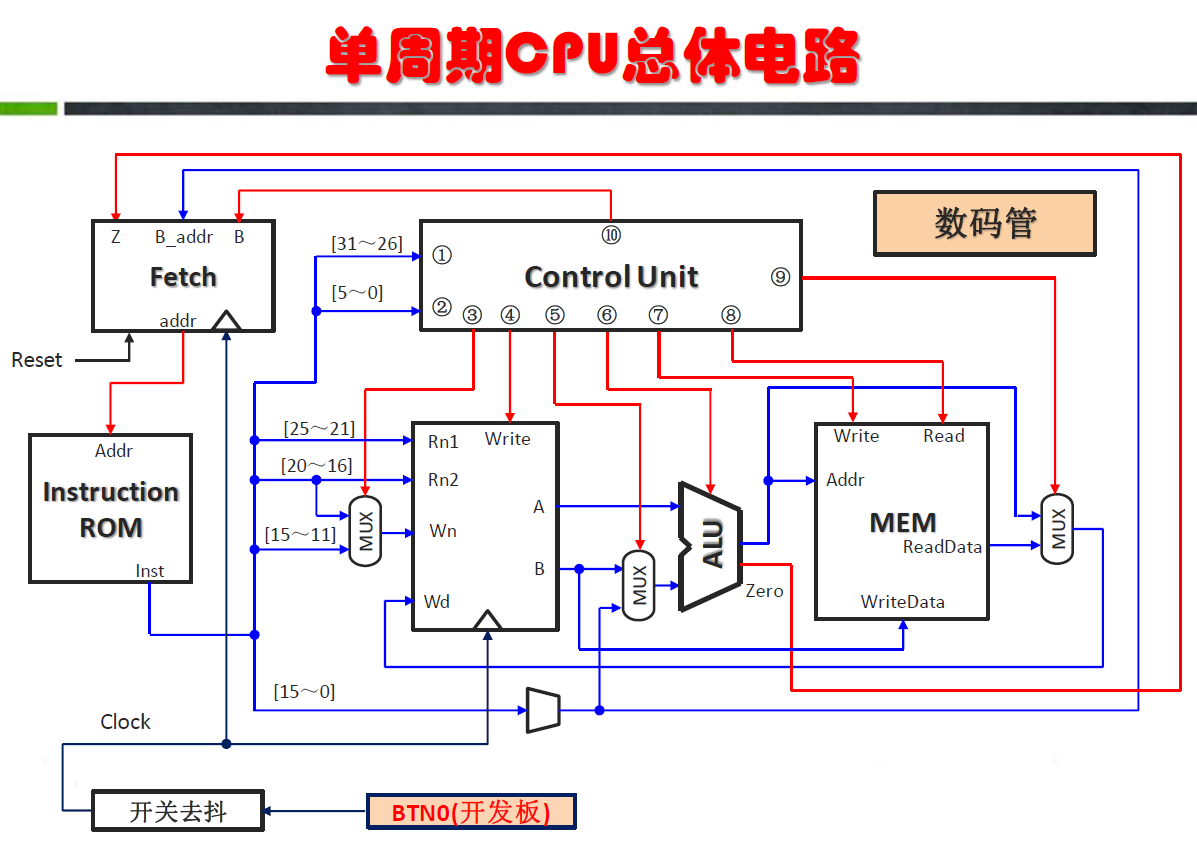 单周期CPU总体电路
数码管
Z B_addr B
Fetch
addr
Reset
[31～26]
[5～0]
① ② ③ ④ ⑤ ⑥ ⑦ ⑧ ⑨ ⑩
Control Unit
Addr
Instruction
ROM
Inst
[25～21]
[20～16]
[15～11]
MUX
Rn1
Write
Rn2
Wn
Wd
A
B
MUX
ALU
Zero
Write Read
Addr
MEM
ReadData
WriteData
MUX
[15～0]
Clock
开关去抖
BTN0(开发板)